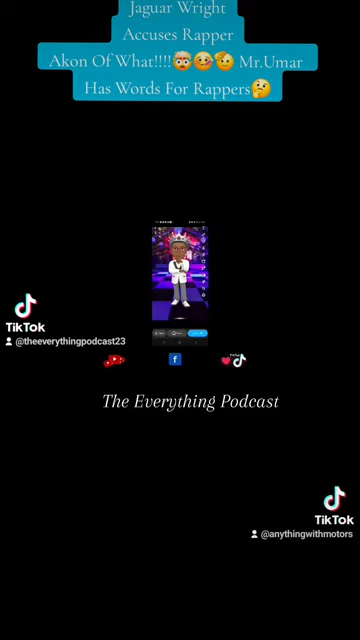 Jaguar Wright
Accuses Rapper
Akon Of What!!!!🤯🤕🫡 Mr.Umar
Has Words For Rappers🤔
TikTok
@theeverythingpodcast23
The Everything Podcast
TikTok
@anythingwithmotors